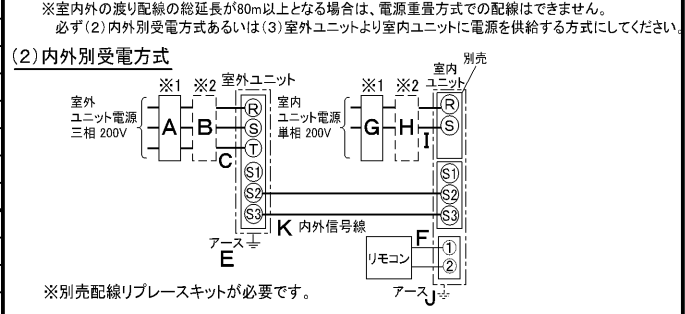 ※室内外の渡り配線の総延長が80m以上となる場合は、電源重畳方式での配線はできません。
必ず(2)内外別受電方式あるいは(3)室外ユニットより室内ユニットに電源を供給する方式にしてください。
(2)内外別受電方式
別売
※1 ※2 室外ユニット
※1 ※2 室内ユニット
室外
ユニット電源
三相 200V
A B C
R
S
T
S1
S2
S3
室内
ユニット電源
単相 200V
G H I
R
S
S1
S2
S3
K 内外信号線
アース
E
リモコン
F
①
②
アース
J
※別売配線リプレースキットが必要です。